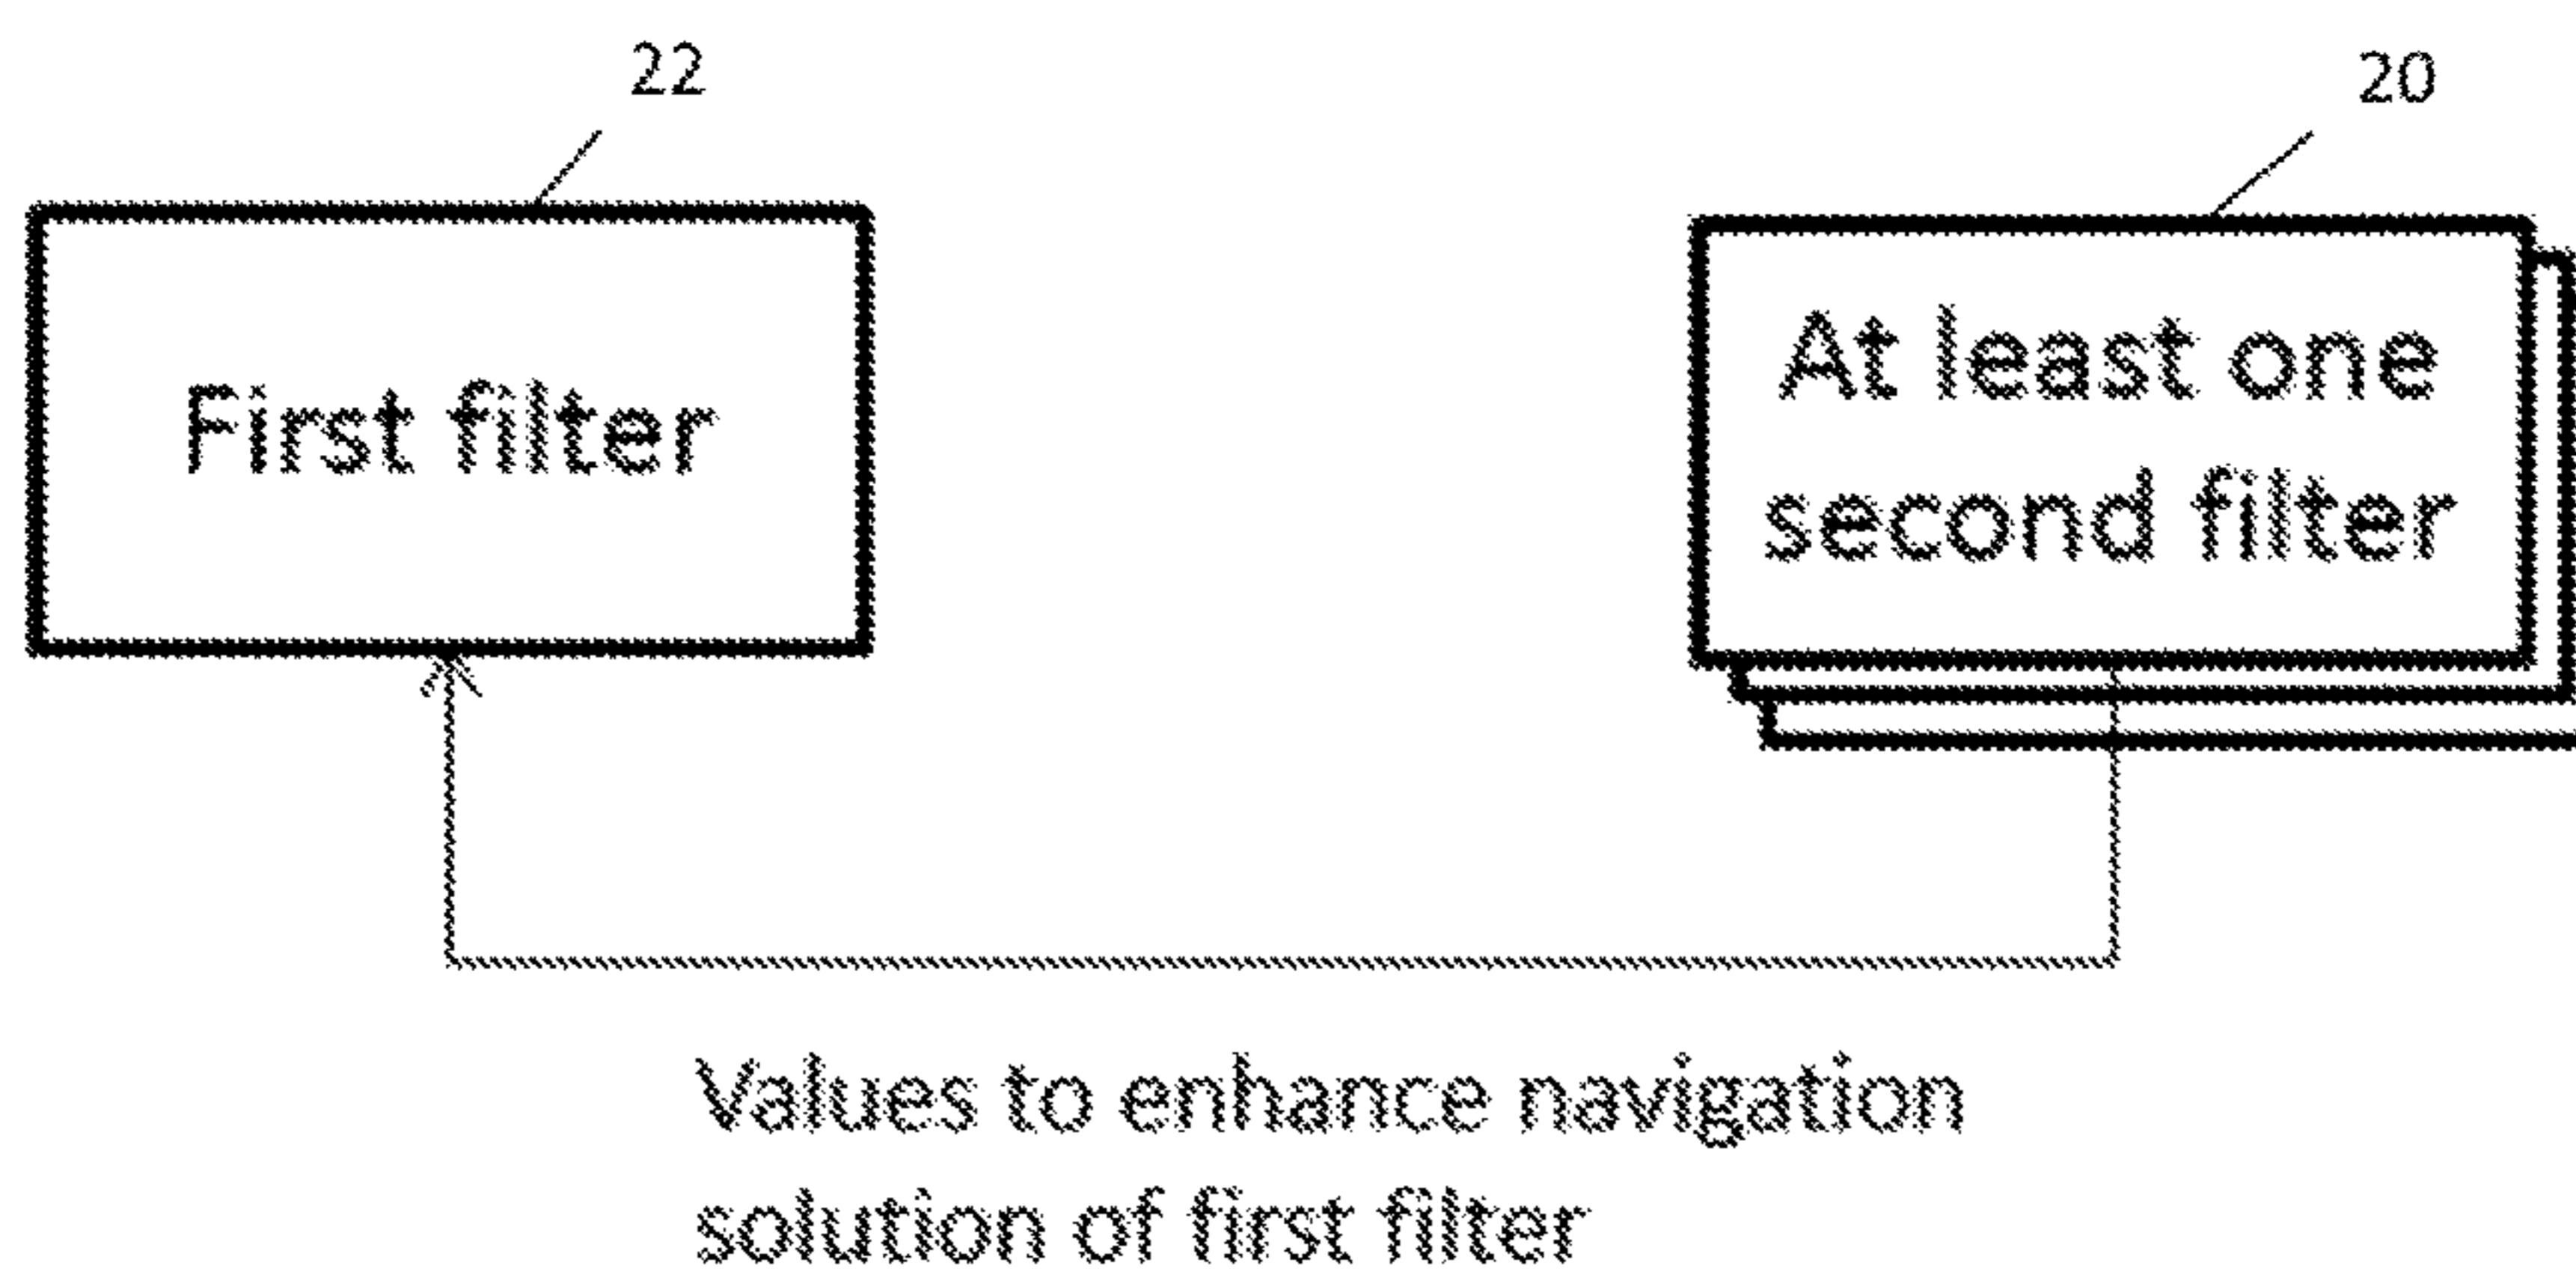 22
20
First filter
At least one
second filter
Values to enhance navigation
solution of first filter